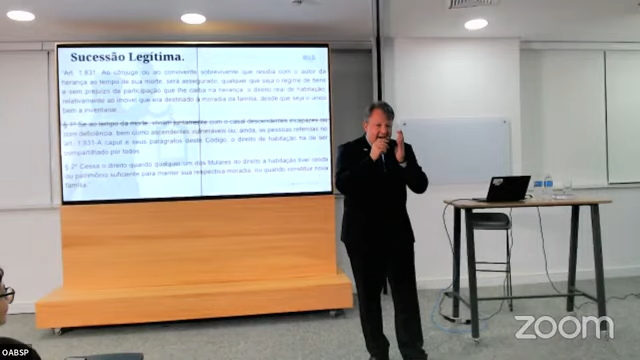 Sucessão Legítima.
"Art. 1.831. Ao cônjuge ou ao convivente sobrevivente que resistia com o autor da
herança ao tempo de sua morte, será assegurado, qualquer que seja o regime de bens
e sem prejuízo da participação que lhe caiba na herança, o direito real de habitação,
relativamente ao imóvel que era destinado à moradia da família, desde que seja o único
bem a inventariar.
§ 1º Se ao tempo da morte, viviam juntamente com o casal descendentes incapazes ou
com deficiência, bem como ascendentes vulneráveis ou, ainda, as pessoas referidas no
art. 1.831-A caput e seus parágrafos deste Código, o direito de habitação há de ser
compartilhado por todos.
§ 2º Cessa o direito quando qualquer um dos titulares do direito à habitação tiver renda
ou patrimônio suficiente para manter sua respectiva moradia, ou quando constituir nova
família."
OABSP
zoom